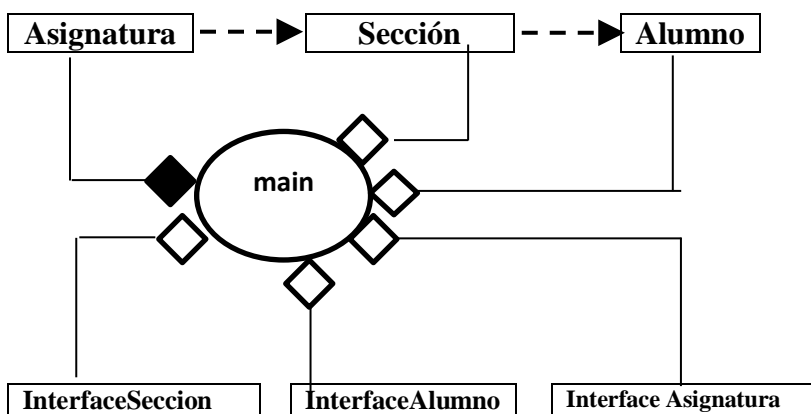 Asignatura
Sección
Alumno
main
InterfaceSeccion
InterfaceAlumno
Interface Asignatura